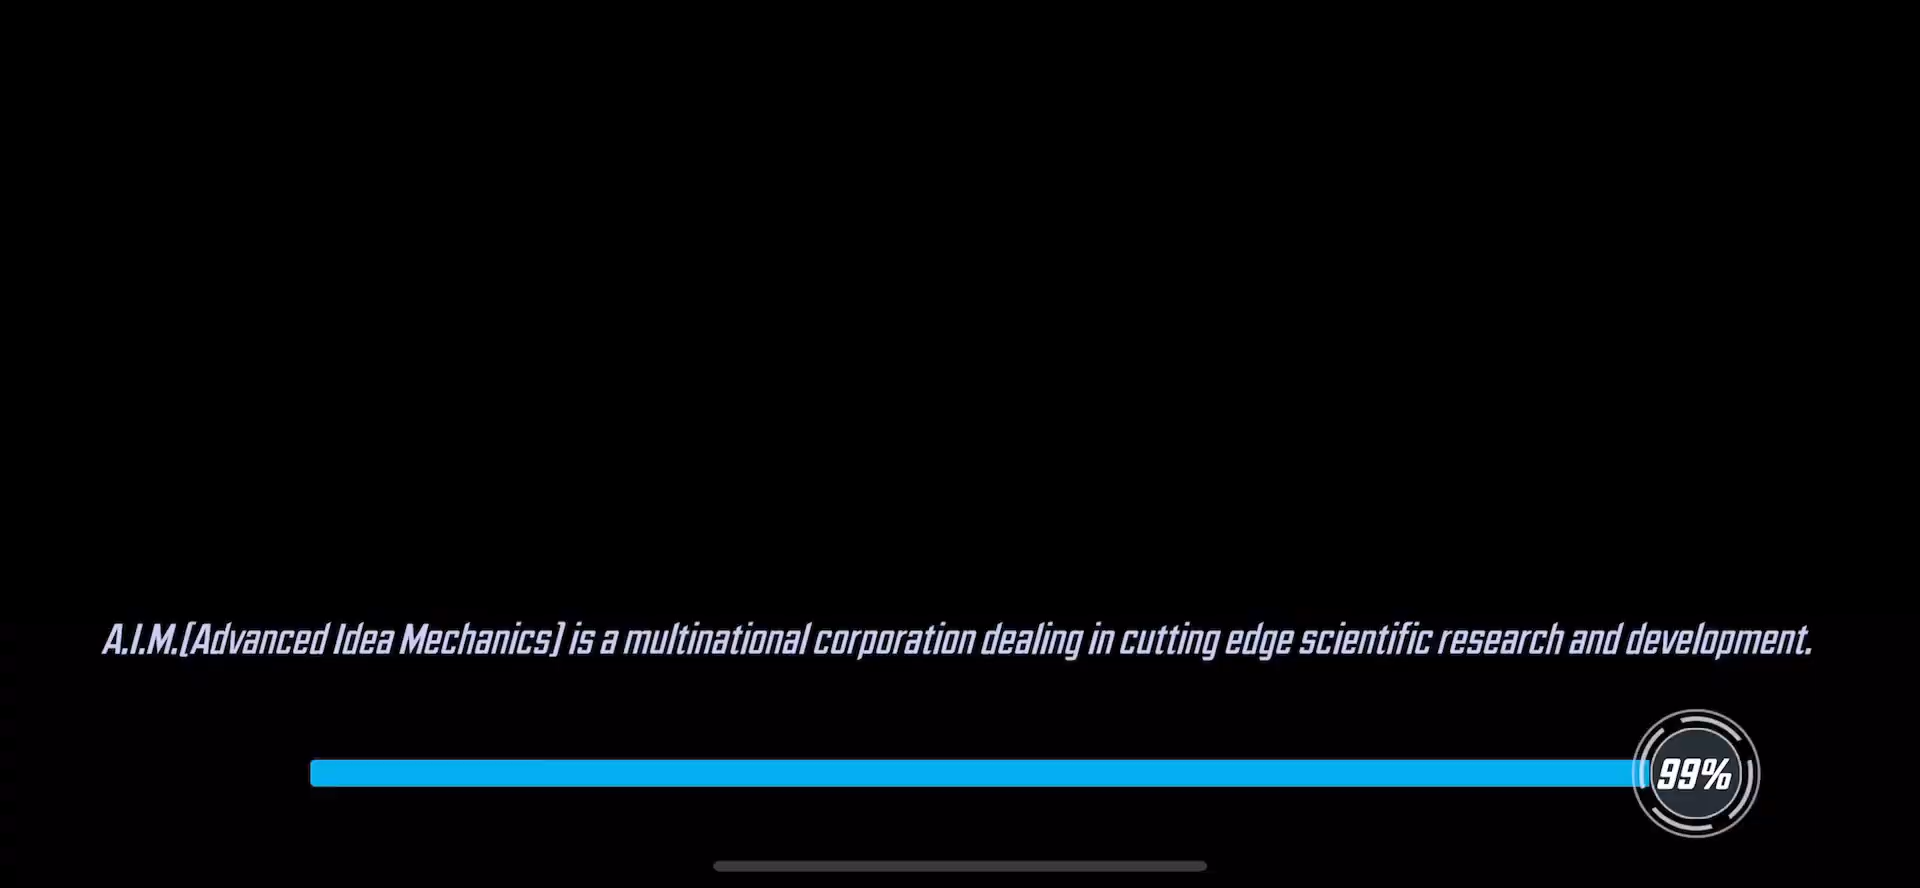 A.I.M.(Advanced Idea Mechanics) is a multinational corporation dealing in cutting edge scientific research and development.
99%